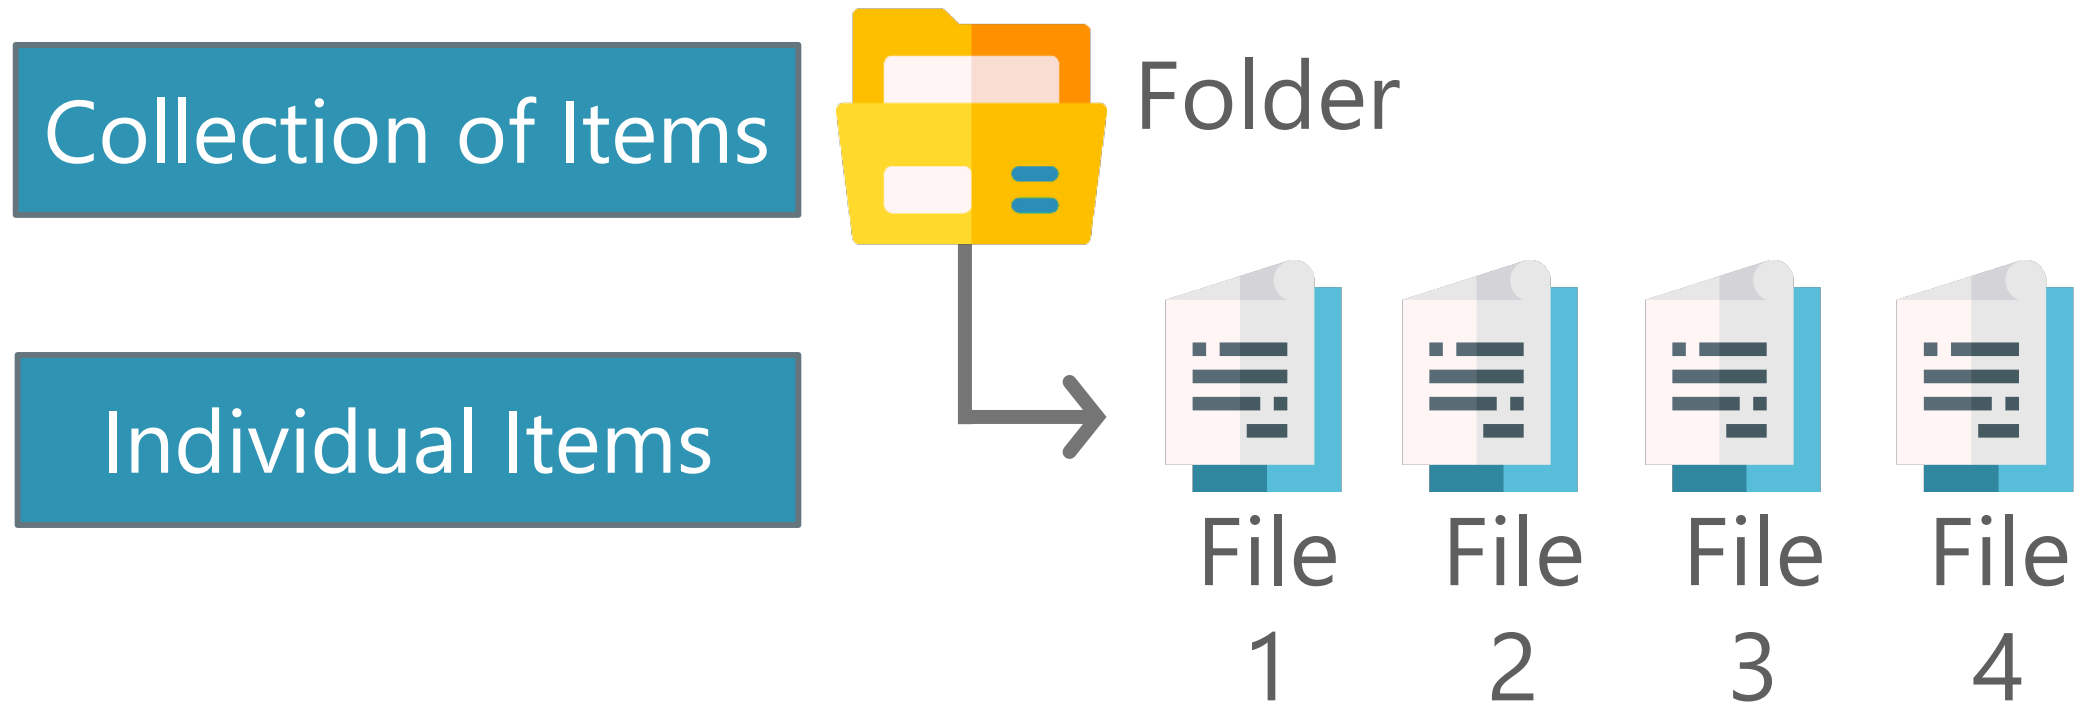 Collection of Items
Folder
Individual Items
File File File File
1 2 3 4